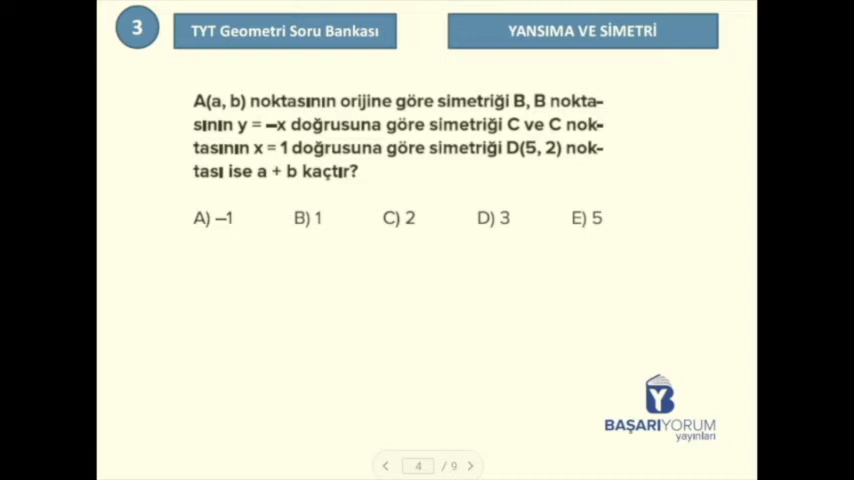 3
TYT Geometri Soru Bankası
YANSIMA VE SİMETRİ
A(a, b) noktasının orijine göre simetriği B, B nokta-
sının y = –x doğrusuna göre simetriği C ve C nok-
tasının x = 1 doğrusuna göre simetriği D(5, 2) nok-
tası ise a + b kaçtır?
A) –1 B) 1 C) 2 D) 3 E) 5
BAŞARIYORUM
yayınları
4 / 9